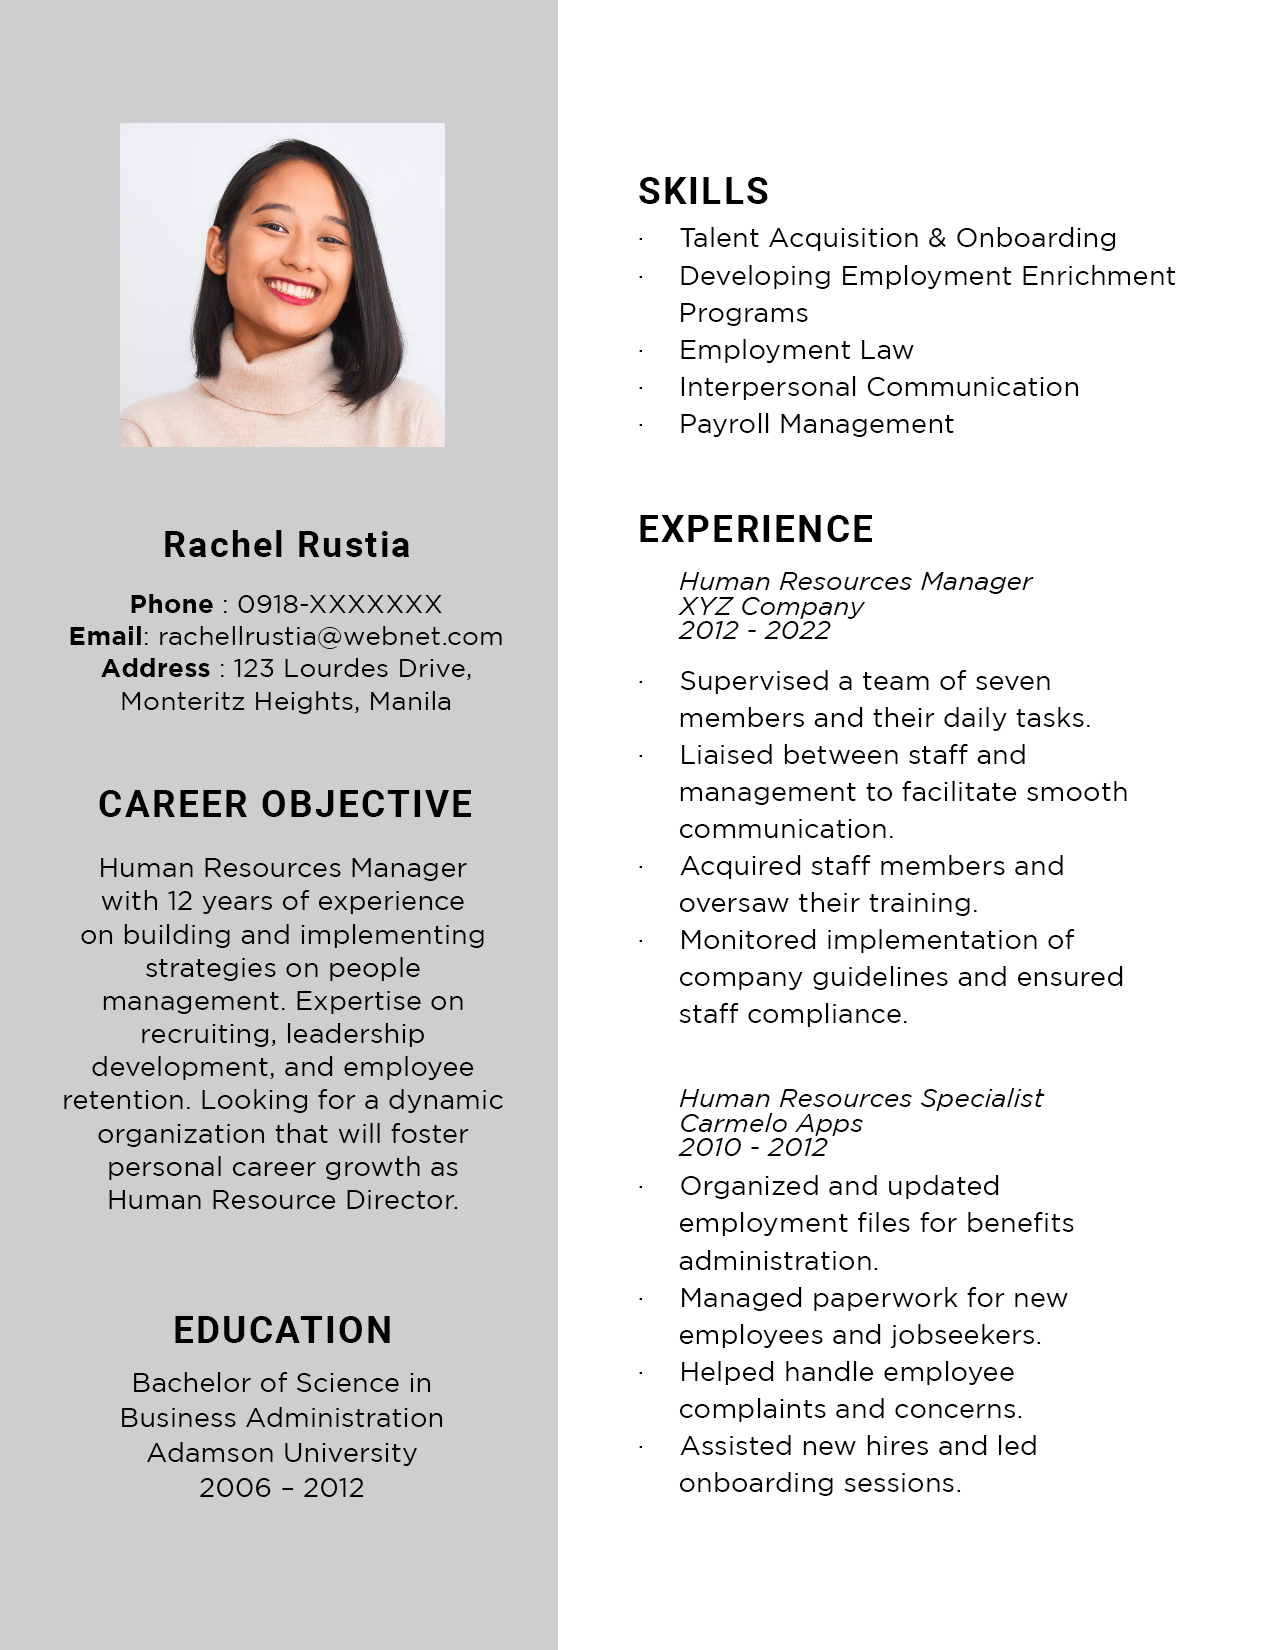 Rachel Rustia
Phone : 0918-XXXXXXX
Email: rachellrustia@webnet.com
Address : 123 Lourdes Drive,
Monteritz Heights, Manila
CAREER OBJECTIVE
Human Resources Manager
with 12 years of experience
on building and implementing
strategies on people
management. Expertise on
recruiting, leadership
development, and employee
retention. Looking for a dynamic
organization that will foster
personal career growth as
Human Resource Director.
EDUCATION
Bachelor of Science in
Business Administration
Adamson University
2006 – 2012
SKILLS
· Talent Acquisition & Onboarding
· Developing Employment Enrichment
Programs
· Employment Law
· Interpersonal Communication
· Payroll Management
EXPERIENCE
Human Resources Manager
XYZ Company
2012 - 2022
· Supervised a team of seven
members and their daily tasks.
· Liaised between staff and
management to facilitate smooth
communication.
· Acquired staff members and
oversaw their training.
· Monitored implementation of
company guidelines and ensured
staff compliance.
Human Resources Specialist
Carmelo Apps
2010 - 2012
· Organized and updated
employment files for benefits
administration.
· Managed paperwork for new
employees and jobseekers.
· Helped handle employee
complaints and concerns.
· Assisted new hires and led
onboarding sessions.